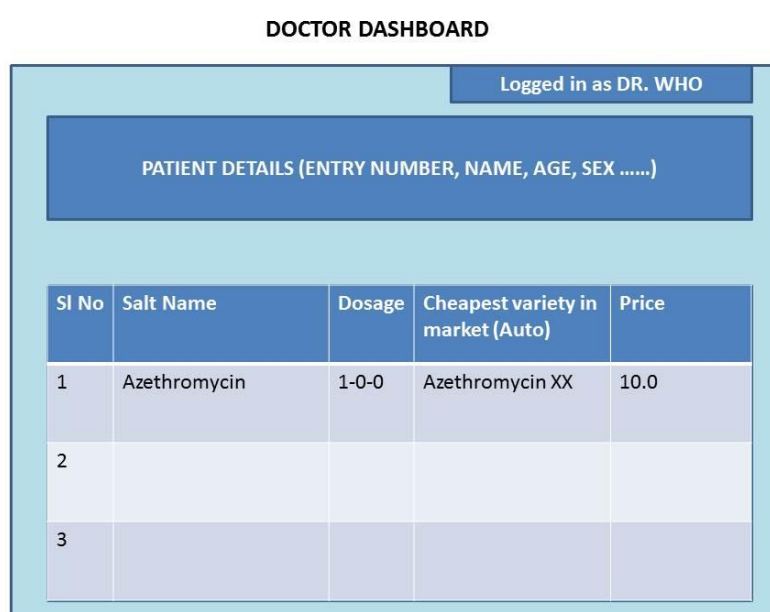 DOCTOR DASHBOARD
Logged in as DR. WHO
PATIENT DETAILS (ENTRY NUMBER, NAME, AGE, SEX ......)
Sl No Salt Name Dosage Cheapest variety in market (Auto) Price
1 Azethromycin 1-0-0 Azethromycin XX 10.0
2
3